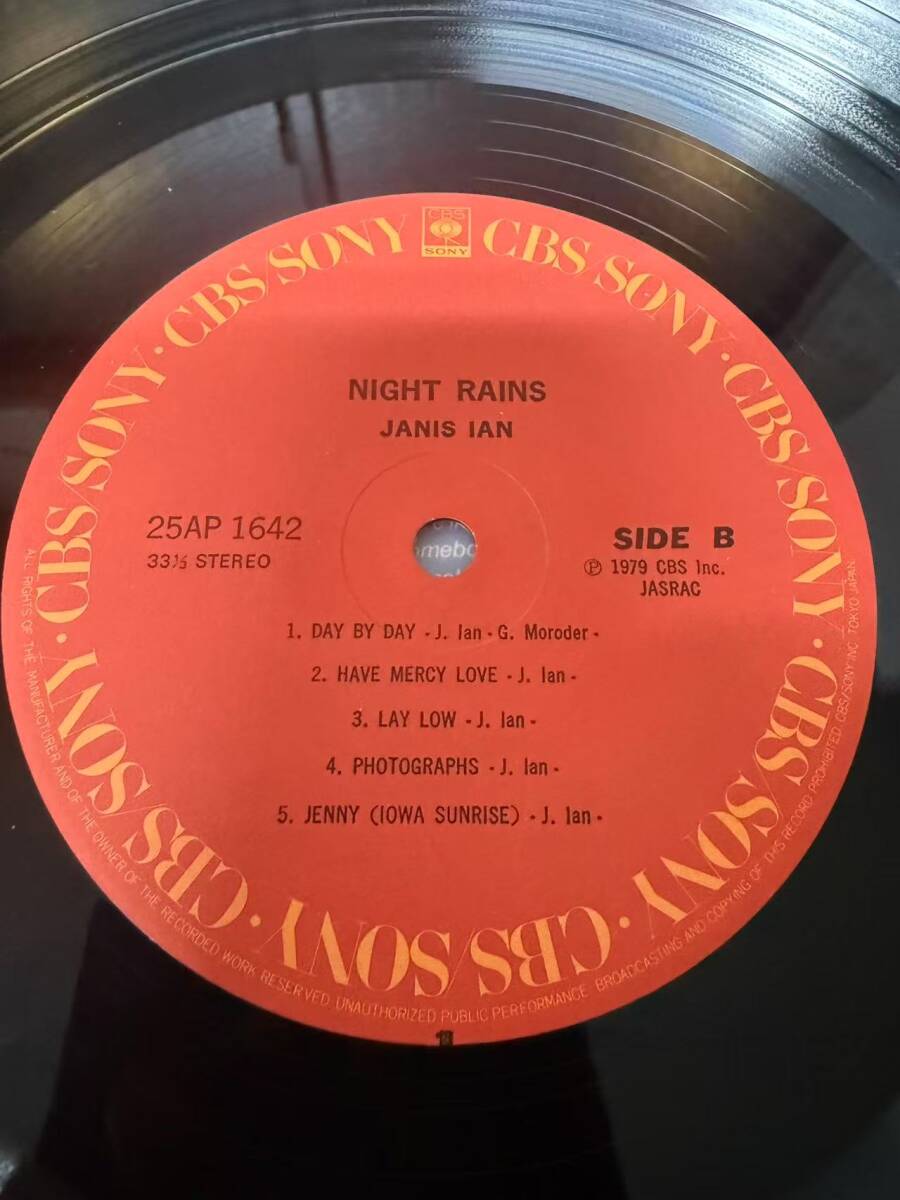 CBS
SONY
CBS/SONY · CBS/SONY · CBS/SONY · CBS/SONY · CBS/SONY · CBS/SONY · CBS/SONY · CBS/SONY · CBS/SONY
NIGHT RAINS
JANIS IAN
25AP 1642
33⅓ STEREO
SIDE B
Ⓟ 1979 CBS Inc.
JASRAC
1. DAY BY DAY - J. Ian - G. Moroder -
2. HAVE MERCY LOVE - J. Ian -
3. LAY LOW - J. Ian -
4. PHOTOGRAPHS - J. Ian -
5. JENNY (IOWA SUNRISE) - J. Ian -
ALL RIGHTS OF THE MANUFACTURER AND OF THE OWNER OF THE RECORDED WORK RESERVED UNAUTHORIZED PUBLIC PERFORMANCE BROADCASTING AND COPYING OF THIS RECORD PROHIBITED CBS/SONY INC. TOKYO JAPAN